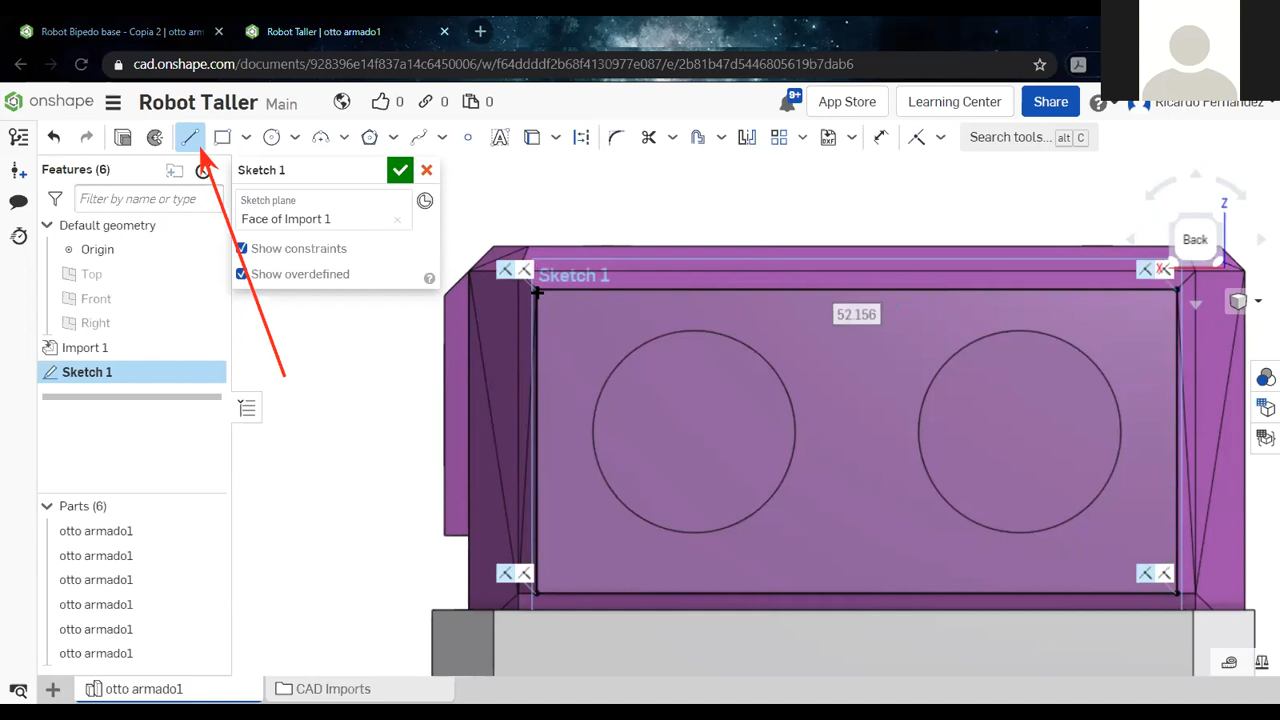 Robot Bipedo base - Copia 2 | otto arm
Robot Taller | otto armado1
cad.onshape.com/documents/928396e14f837a14c6450006/w/f64ddddf2b68f4130977e087/e/2b81b47d5446805619b7dab6
onshape
Robot Taller Main
0
0
0
9+
App Store
Learning Center
Share
Ricardo Fernandez
Search tools...
alt
C
Features (6)
Filter by name or type
Default geometry
Origin
Top
Front
Right
Import 1
Sketch 1
Sketch 1
Sketch plane
Face of Import 1
Show constraints
Show overdefined
Sketch 1
52.156
Z
Back
Parts (6)
otto armado1
otto armado1
otto armado1
otto armado1
otto armado1
otto armado1
otto armado1
CAD Imports